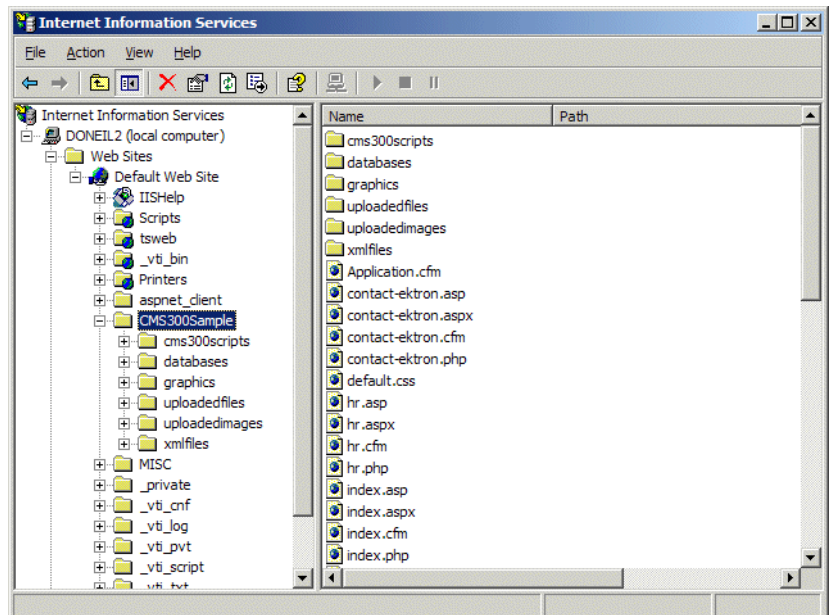 Internet Information Services
File Action View Help
Internet Information Services
DONEIL2 (local computer)
Web Sites
Default Web Site
IISHelp
Scripts
tsweb
_vti_bin
Printers
aspnet_client
CMS300Sample
cms300scripts
databases
graphics
uploadedfiles
uploadedimages
xmlfiles
MISC
_private
_vti_cnf
_vti_log
_vti_pvt
_vti_script
_vti_txt
Name Path
cms300scripts
databases
graphics
uploadedfiles
uploadedimages
xmlfiles
Application.cfm
contact-ektron.asp
contact-ektron.aspx
contact-ektron.cfm
contact-ektron.php
default.css
hr.asp
hr.aspx
hr.cfm
hr.php
index.asp
index.aspx
index.cfm
index.php